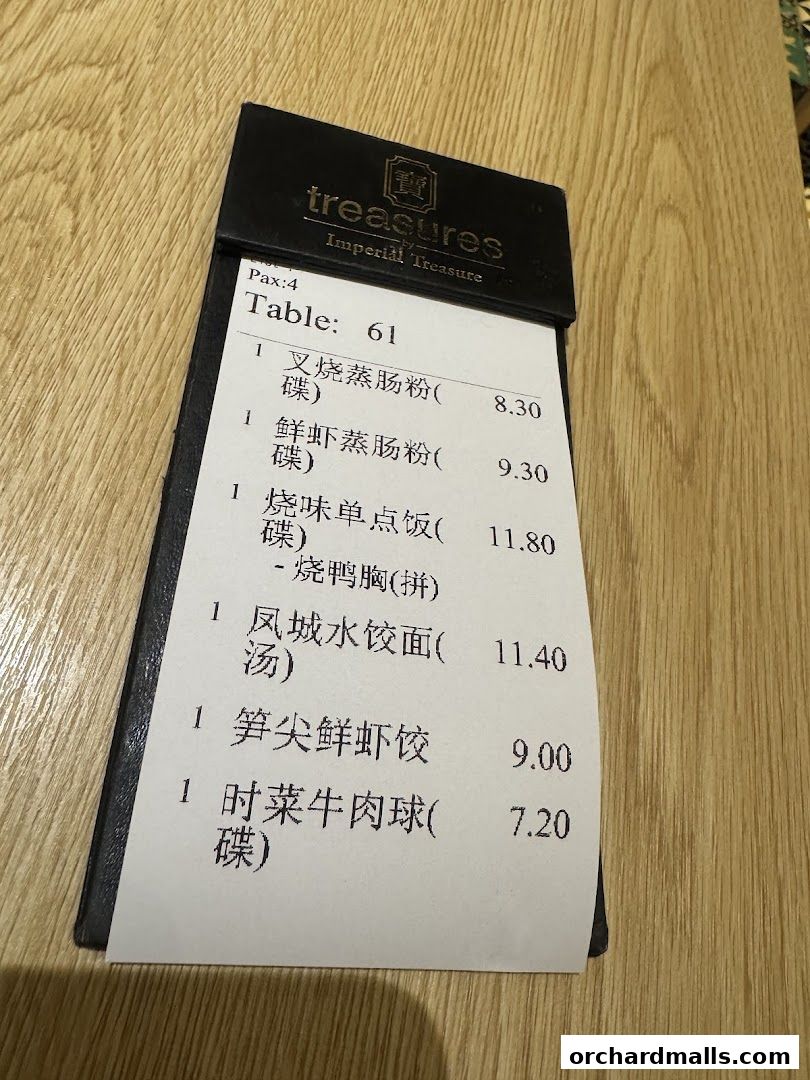 寶
treasures
by
Imperial Treasure
Pax:4
Table: 61
1 叉烧蒸肠粉( 8.30
碟)
1 鲜虾蒸肠粉( 9.30
碟)
1 烧味单点饭( 11.80
碟)
- 烧鸭胸(拼)
1 凤城水饺面( 11.40
汤)
1 笋尖鲜虾饺 9.00
1 时菜牛肉球( 7.20
碟)
orchardmalls.com